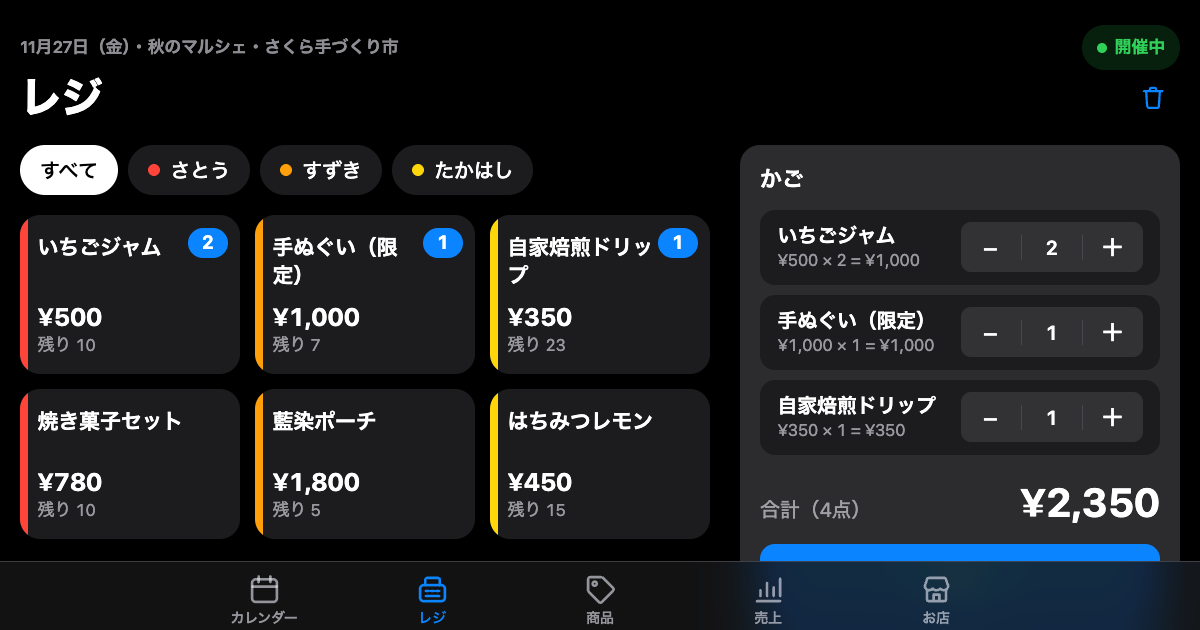 11月27日（金）・秋のマルシェ・さくら手づくり市
開催中
レジ
すべて
さとう
すずき
たかはし
いちごジャム
2
¥500
残り 10
手ぬぐい（限
定）
1
¥1,000
残り 7
自家焙煎ドリッ
プ
1
¥350
残り 23
焼き菓子セット
¥780
残り 10
藍染ポーチ
¥1,800
残り 5
はちみつレモン
¥450
残り 15
かご
いちごジャム
¥500 × 2 = ¥1,000
− 2 +
手ぬぐい（限定）
¥1,000 × 1 = ¥1,000
− 1 +
自家焙煎ドリップ
¥350 × 1 = ¥350
− 1 +
合計（4点）
¥2,350
カレンダー
レジ
商品
売上
お店